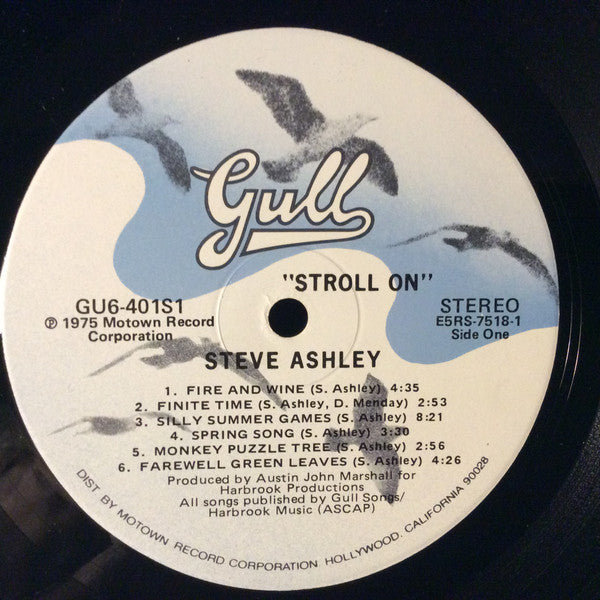 Gull
"STROLL ON"
GU6-401S1
℗ 1975 Motown Record
Corporation
STEREO
E5RS-7518-1
Side One
STEVE ASHLEY
1. FIRE AND WINE (S. Ashley) 4:35
2. FINITE TIME (S. Ashley, D. Menday) 2:53
3. SILLY SUMMER GAMES (S. Ashley) 8:21
4. SPRING SONG (S. Ashley) 3:30
5. MONKEY PUZZLE TREE (S. Ashley) 2:56
6. FAREWELL GREEN LEAVES (S. Ashley) 4:26
Produced by Austin John Marshall for
Harbrook Productions
All songs published by Gull Songs/
Harbrook Music (ASCAP)
DIST. BY MOTOWN RECORD CORPORATION HOLLYWOOD, CALIFORNIA 90028